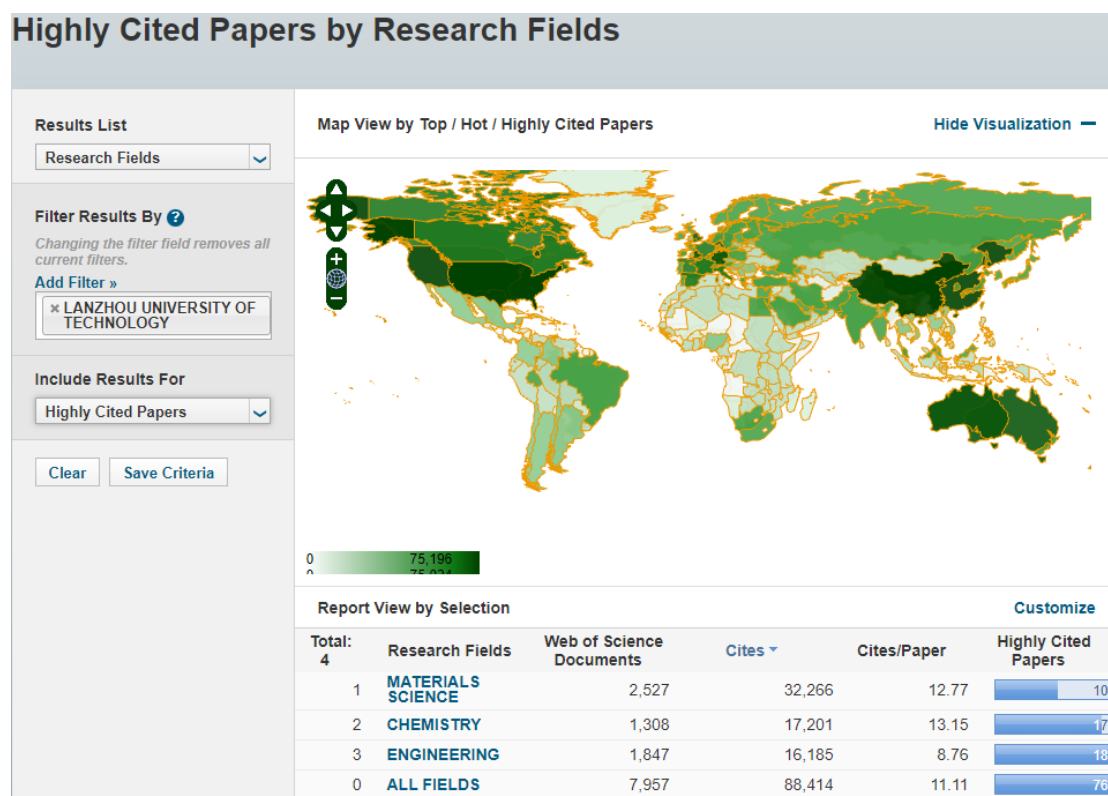 Highly Cited Papers by Research Fields
Results List
Research Fields
Filter Results By ?
Changing the filter field removes all
current filters.
Add Filter »
× LANZHOU UNIVERSITY OF
TECHNOLOGY
Include Results For
Highly Cited Papers
Clear Save Criteria
Map View by Top / Hot / Highly Cited Papers Hide Visualization
0 75,196
Report View by Selection Customize
Total: Research Fields Web of Science Cites Cites/Paper Highly Cited
4 Documents Papers
1 MATERIALS SCIENCE 2,527 32,266 12.77 10
2 CHEMISTRY 1,308 17,201 13.15 17
3 ENGINEERING 1,847 16,185 8.76 18
0 ALL FIELDS 7,957 88,414 11.11 76